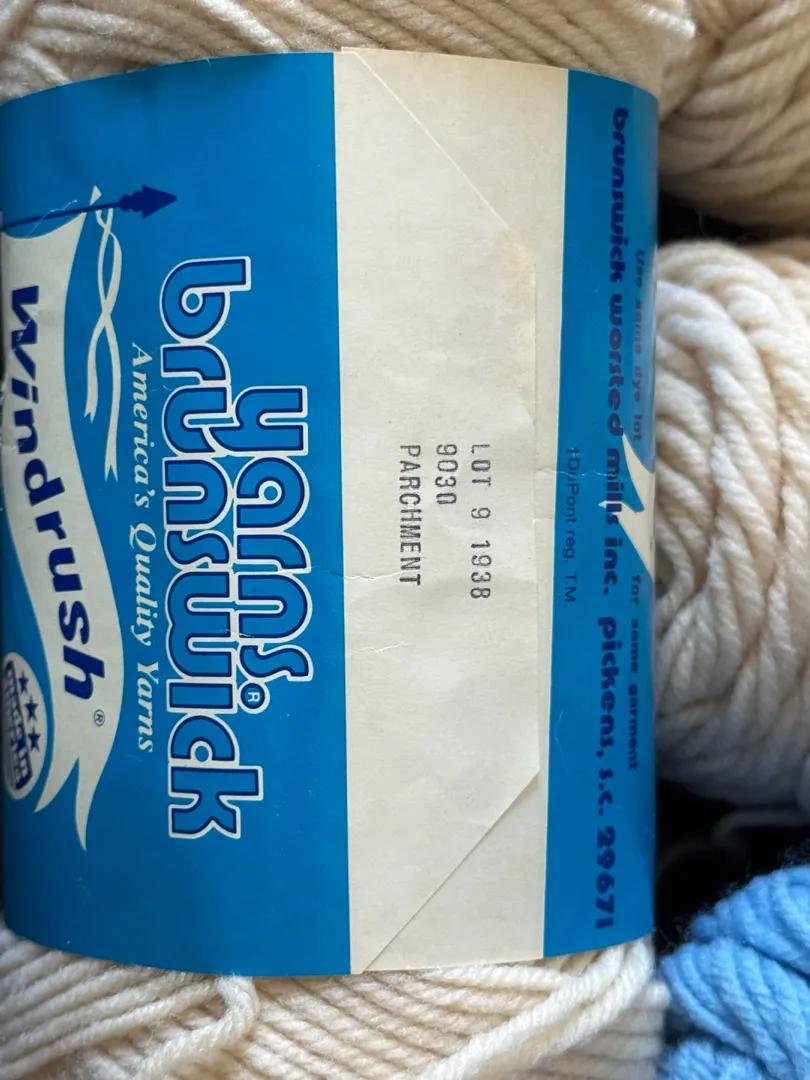 Use same dye lot for same garment
brunswick worsted mills inc. pickens, s.c. 29671
†DuPont reg. T.M.
LOT 9 1938
9030
PARCHMENT
yarns
brunswick®
America's Quality Yarns
Windrush®